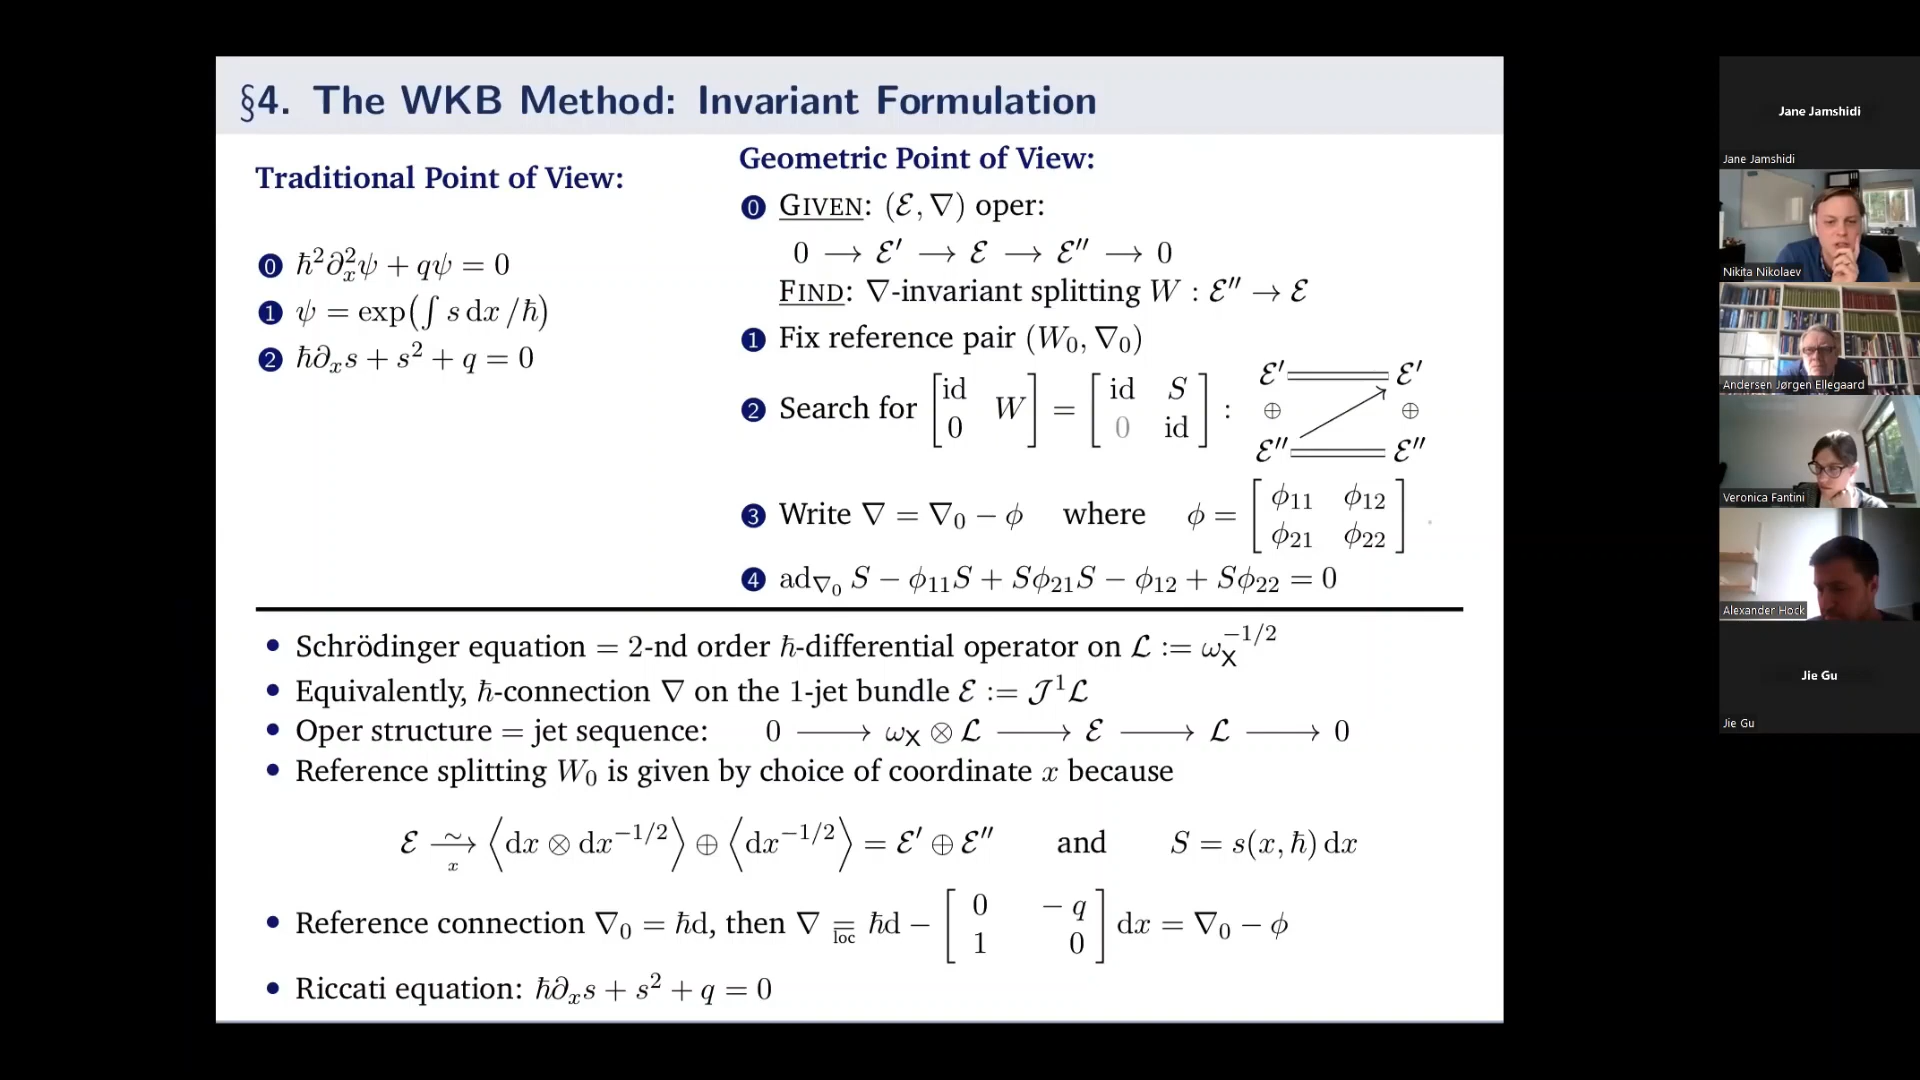 §4. The WKB Method: Invariant Formulation
Traditional Point of View:
0 ℏ²∂ₓ²ψ + qψ = 0
1 ψ = exp(∫ s dx /ℏ)
2 ℏ∂ₓs + s² + q = 0
Geometric Point of View:
0 GIVEN: (ℰ, ∇) oper:
0 → ℰ′ → ℰ → ℰ″ → 0
FIND: ∇-invariant splitting W : ℰ″ → ℰ
1 Fix reference pair (W₀, ∇₀)
2 Search for [id W; 0] = [id S; 0 id] : ℰ′ ⊕ ℰ″ ℰ′ ⊕ ℰ″
3 Write ∇ = ∇₀ − ϕ where ϕ = [ϕ₁₁ ϕ₁₂; ϕ₂₁ ϕ₂₂]
4 ad_∇₀ S − ϕ₁₁S + Sϕ₂₁S − ϕ₁₂ + Sϕ₂₂ = 0
• Schrödinger equation = 2-nd order ℏ-differential operator on ℒ := ω_X^{−1/2}
• Equivalently, ℏ-connection ∇ on the 1-jet bundle ℰ := 𝒥¹ℒ
• Oper structure = jet sequence: 0 → ω_X ⊗ ℒ → ℰ → ℒ → 0
• Reference splitting W₀ is given by choice of coordinate x because
ℰ ∼→ₓ ⟨dx ⊗ dx^{−1/2}⟩ ⊕ ⟨dx^{−1/2}⟩ = ℰ′ ⊕ ℰ″ and S = s(x, ℏ) dx
• Reference connection ∇₀ = ℏd, then ∇ =_loc ℏd − [0 −q; 1 0] dx = ∇₀ − ϕ
• Riccati equation: ℏ∂ₓs + s² + q = 0
Jane Jamshidi
Jane Jamshidi
Nikita Nikolaev
Andersen Jørgen Ellegaard
Veronica Fantini
Alexander Hock
Jie Gu
Jie Gu